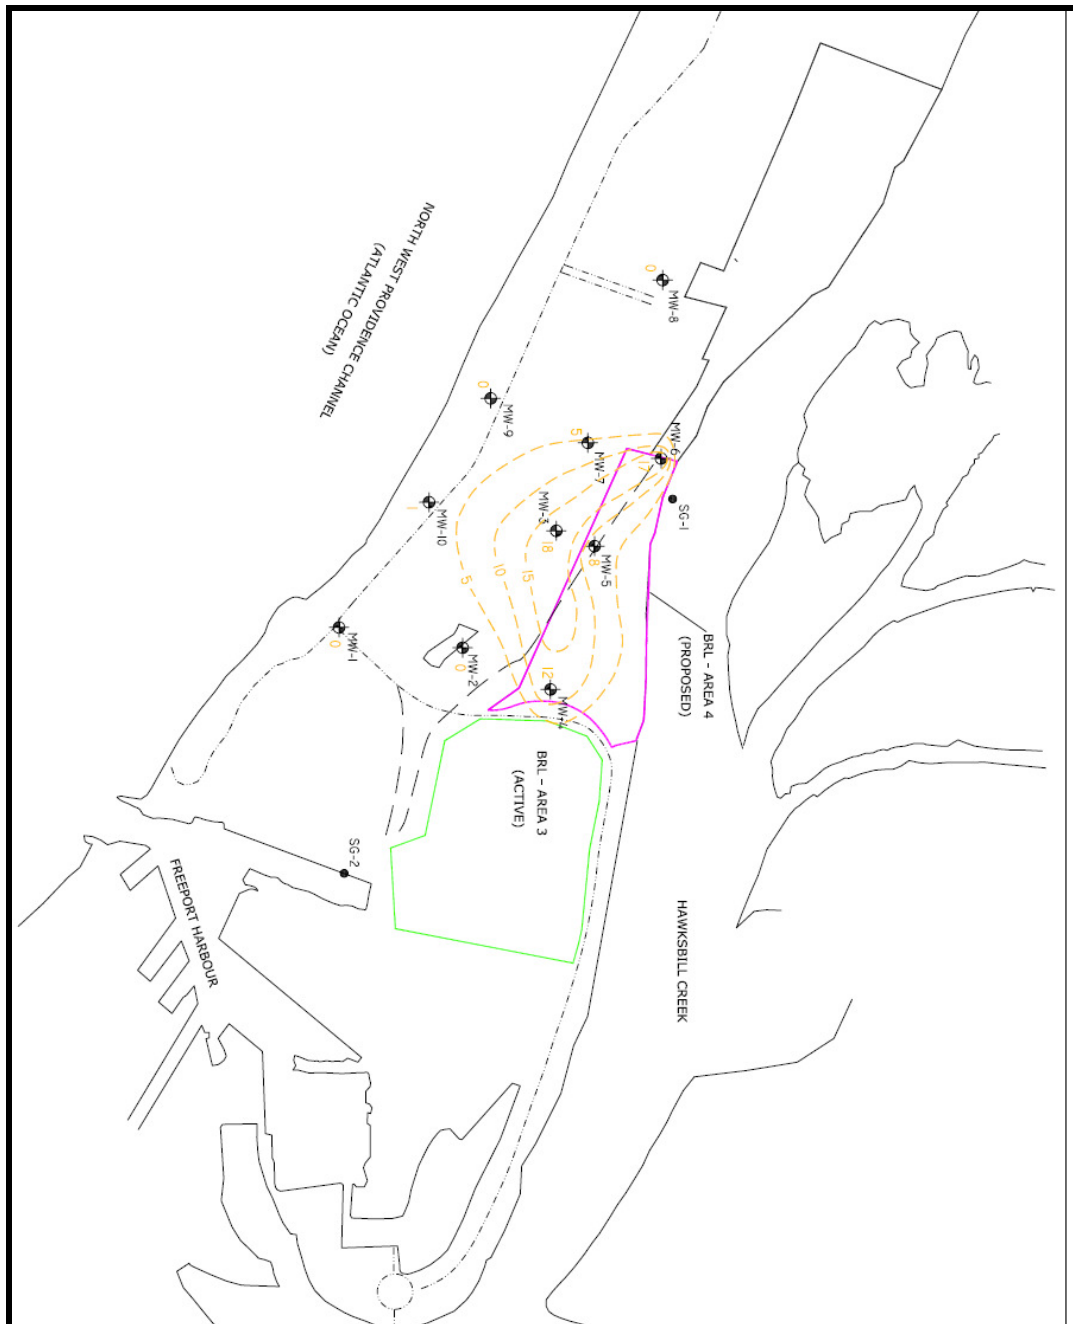 NORTH WEST PROVIDENCE CHANNEL
(ATLANTIC OCEAN)
MW-8
0
MW-9
0
MW-7
5
MW-6
SG-1
MW-3
18
MW-5
8
MW-10
1
5
10
15
MW-1
0
MW-2
0
MW-4
12
BRL - AREA 4
(PROPOSED)
BRL - AREA 3
(ACTIVE)
SG-2
FREEPORT HARBOUR
HAWKSBILL CREEK